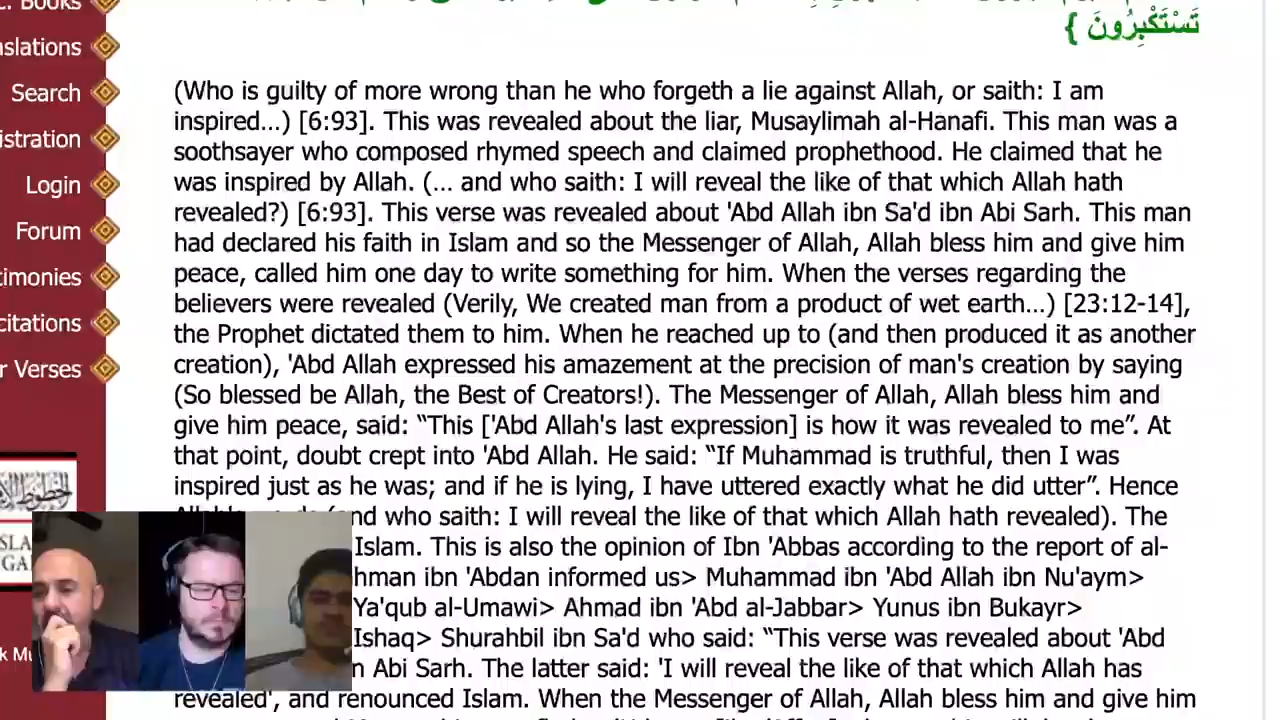 Books
nslations
Search
istration
Login
Forum
timonies
citations
r Verses
تَسْتَكْبِرُونَ }
(Who is guilty of more wrong than he who forgeth a lie against Allah, or saith: I am
inspired...) [6:93]. This was revealed about the liar, Musaylimah al-Hanafi. This man was a
soothsayer who composed rhymed speech and claimed prophethood. He claimed that he
was inspired by Allah. (... and who saith: I will reveal the like of that which Allah hath
revealed?) [6:93]. This verse was revealed about 'Abd Allah ibn Sa'd ibn Abi Sarh. This man
had declared his faith in Islam and so the Messenger of Allah, Allah bless him and give him
peace, called him one day to write something for him. When the verses regarding the
believers were revealed (Verily, We created man from a product of wet earth...) [23:12-14],
the Prophet dictated them to him. When he reached up to (and then produced it as another
creation), 'Abd Allah expressed his amazement at the precision of man's creation by saying
(So blessed be Allah, the Best of Creators!). The Messenger of Allah, Allah bless him and
give him peace, said: “This ['Abd Allah's last expression] is how it was revealed to me”. At
that point, doubt crept into 'Abd Allah. He said: “If Muhammad is truthful, then I was
inspired just as he was; and if he is lying, I have uttered exactly what he did utter”. Hence
nd who saith: I will reveal the like of that which Allah hath revealed). The
Islam. This is also the opinion of Ibn 'Abbas according to the report of al-
hman ibn 'Abdan informed us> Muhammad ibn 'Abd Allah ibn Nu'aym>
Ya'qub al-Umawi> Ahmad ibn 'Abd al-Jabbar> Yunus ibn Bukayr>
Ishaq> Shurahbil ibn Sa'd who said: “This verse was revealed about 'Abd
n Abi Sarh. The latter said: 'I will reveal the like of that which Allah has
revealed', and renounced Islam. When the Messenger of Allah, Allah bless him and give him